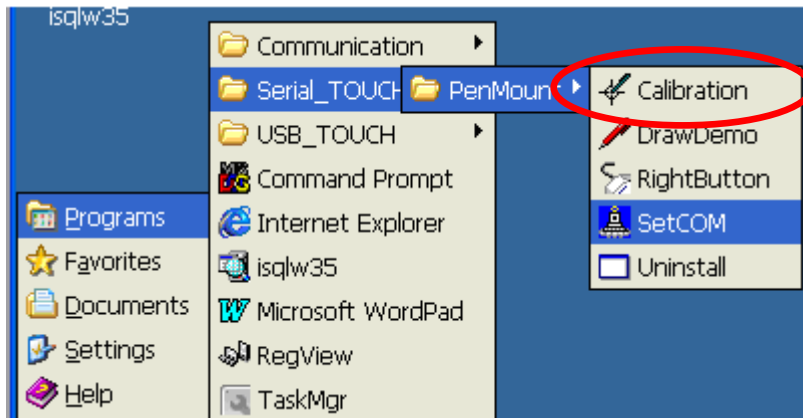 isqlw35
Communication
Serial_TOUCH
USB_TOUCH
Command Prompt
Internet Explorer
isqlw35
Microsoft WordPad
RegView
TaskMgr
PenMount
Calibration
DrawDemo
RightButton
SetCOM
Uninstall
Programs
Favorites
Documents
Settings
Help